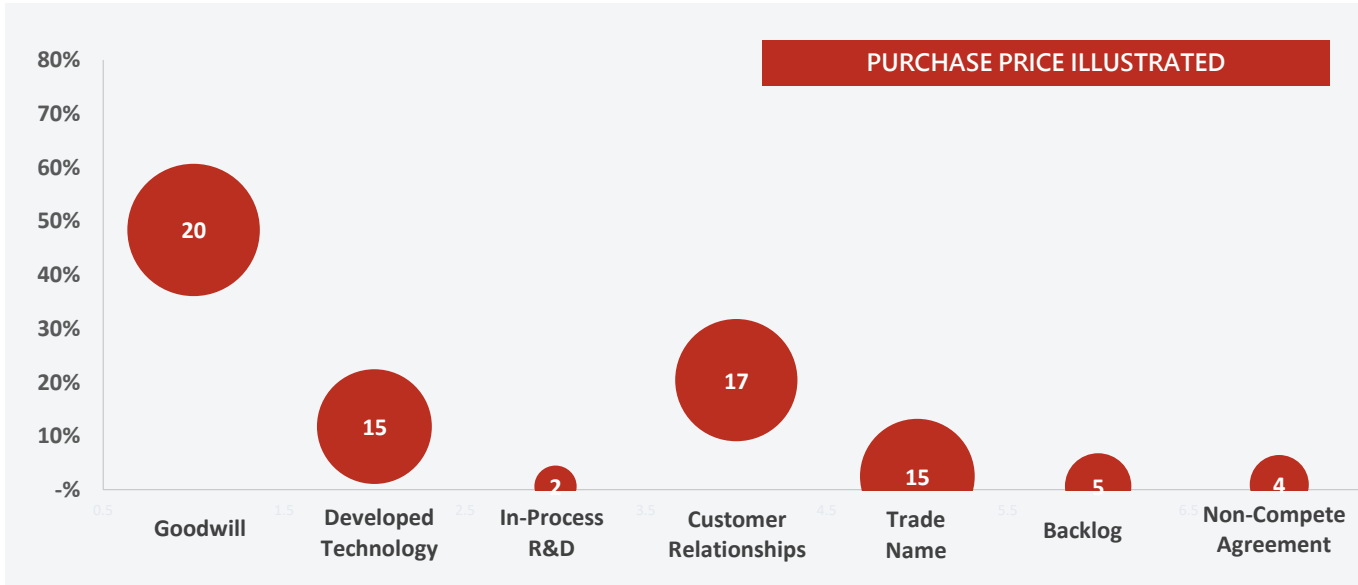 PURCHASE PRICE ILLUSTRATED
80%
70%
60%
50%
40%
30%
20%
10%
-%
20
15
2
17
15
5
4
0.5
1.5
2.5
3.5
4.5
5.5
6.5
Goodwill
Developed
Technology
In-Process
R&D
Customer
Relationships
Trade
Name
Backlog
Non-Compete
Agreement